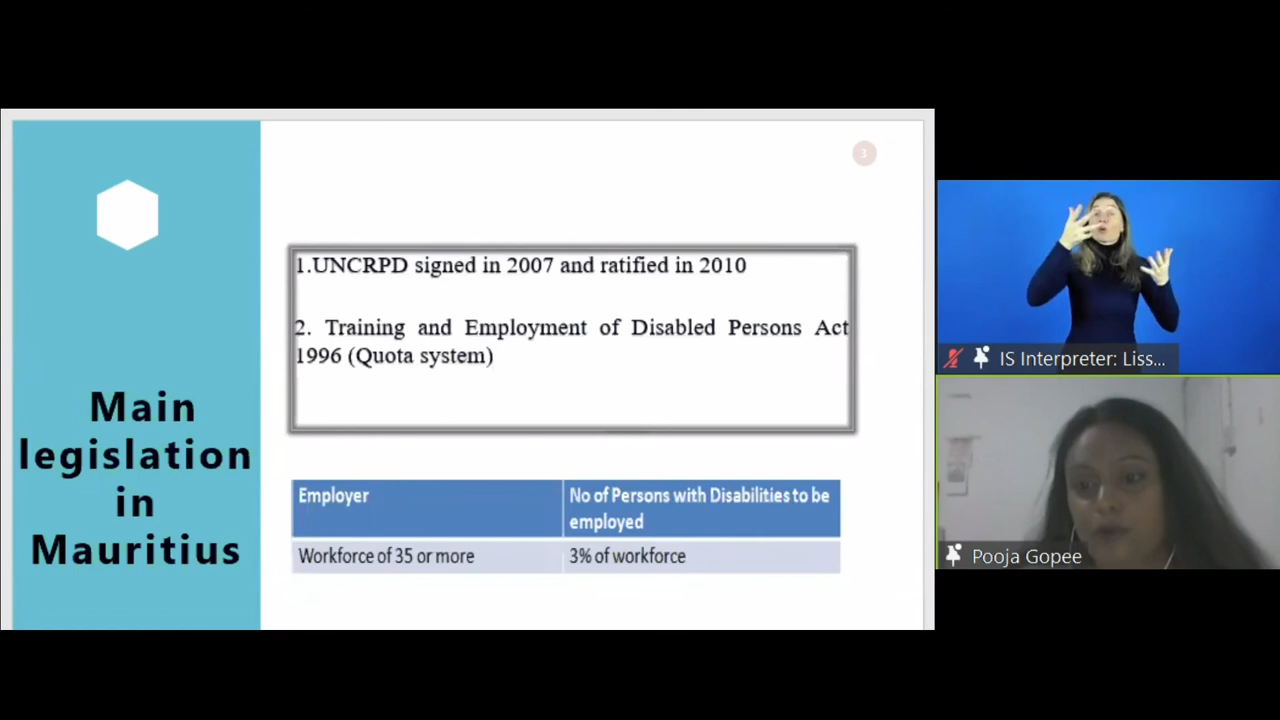 3
Main
legislation
in
Mauritius
1.UNCRPD signed in 2007 and ratified in 2010
2. Training and Employment of Disabled Persons Act
1996 (Quota system)
Employer
No of Persons with Disabilities to be
employed
Workforce of 35 or more
3% of workforce
IS Interpreter: Liss...
Pooja Gopee